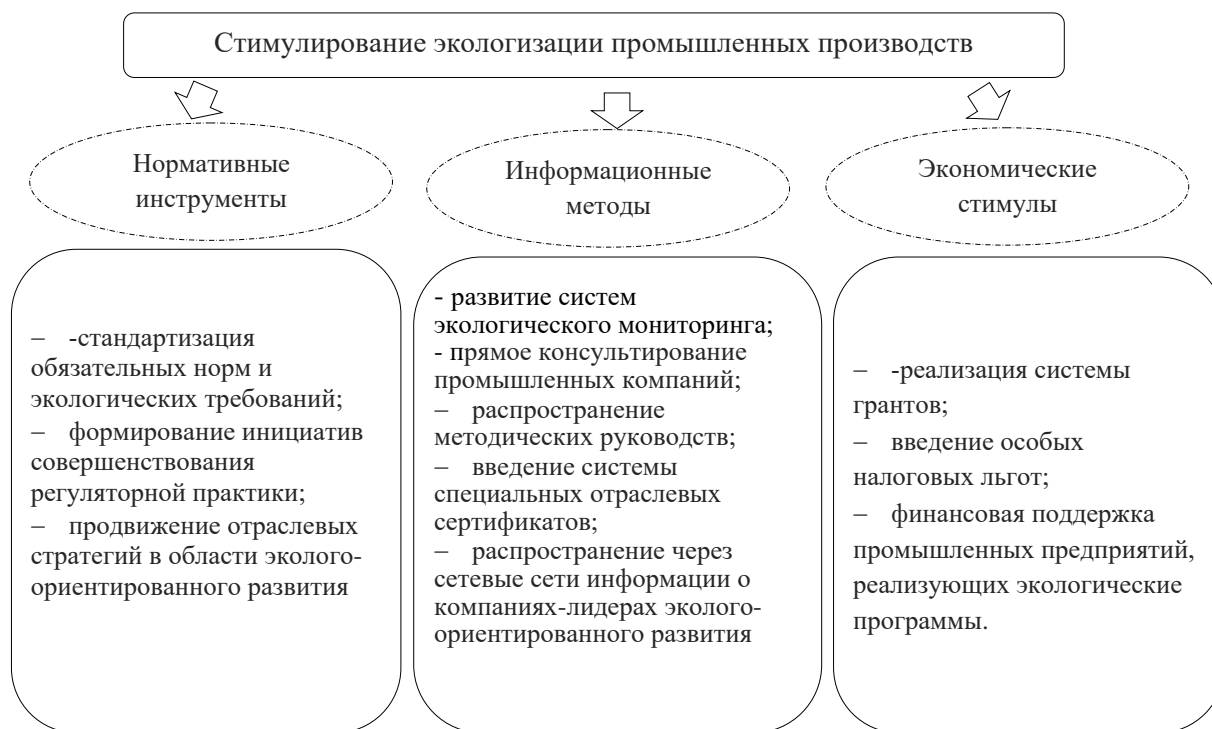 Стимулирование экологизации промышленных производств
Нормативные
инструменты
Информационные
методы
Экономические
стимулы
– -стандартизация
обязательных норм и
экологических требований;
– формирование инициатив
совершенствования
регуляторной практики;
– продвижение отраслевых
стратегий в области эколого-
ориентированного развития
- развитие систем
экологического мониторинга;
- прямое консультирование
промышленных компаний;
– распространение
методических руководств;
– введение системы
специальных отраслевых
сертификатов;
– распространение через
сетевые сети информации о
компаниях-лидерах эколого-
ориентированного развития
– -реализация системы
грантов;
– введение особых
налоговых льгот;
– финансовая поддержка
промышленных предприятий,
реализующих экологические
программы.